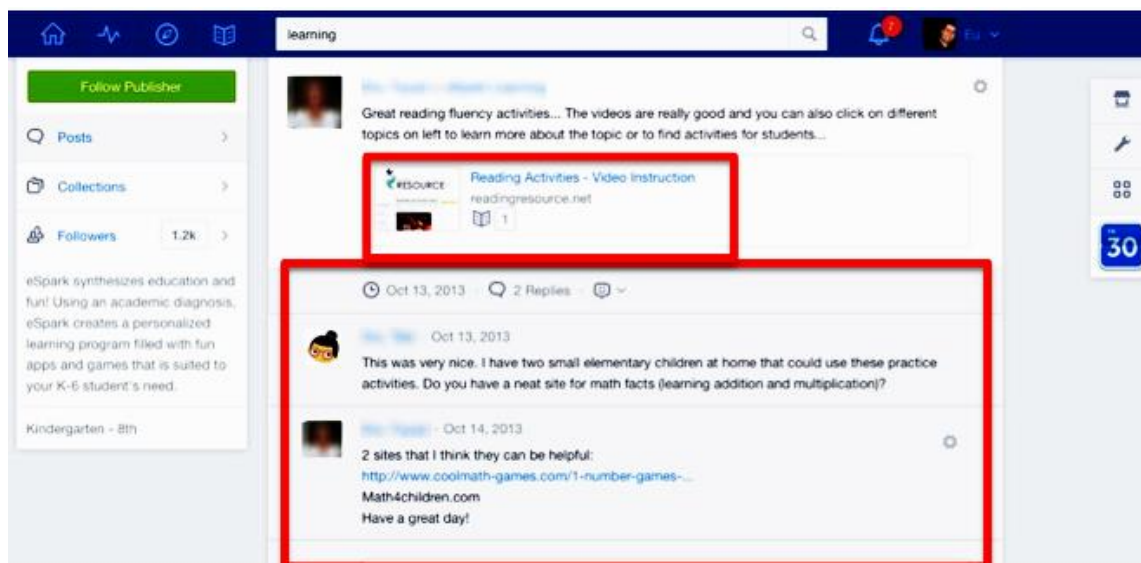 learning
Eu
Follow Publisher
Posts
Collections
Followers 1.2k
eSpark synthesizes education and
fun! Using an academic diagnosis,
eSpark creates a personalized
learning program filled with fun
apps and games that is suited to
your K-6 student's need.
Kindergarten - 8th
Great reading fluency activities... The videos are really good and you can also click on different
topics on left to learn more about the topic or to find activities for students...
RESOURCE
Reading Activities - Video Instruction
readingresource.net
1
Oct 13, 2013 2 Replies
Oct 13, 2013
This was very nice. I have two small elementary children at home that could use these practice
activities. Do you have a neat site for math facts (learning addition and multiplication)?
- Oct 14, 2013
2 sites that I think they can be helpful:
http://www.coolmath-games.com/1-number-games-...
Math4children.com
Have a great day!
30